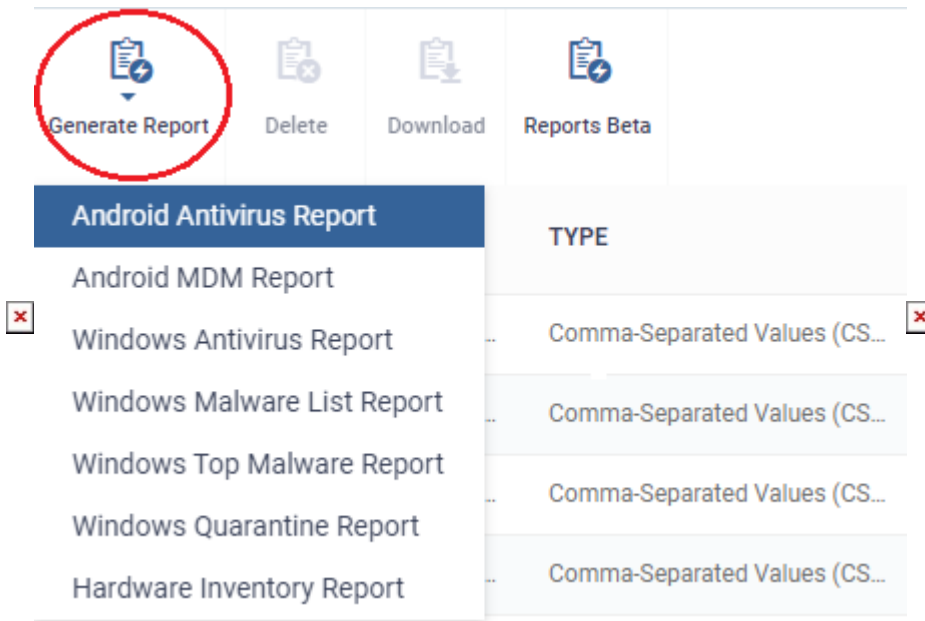 Generate Report
Delete
Download
Reports Beta
Android Antivirus Report
TYPE
Android MDM Report
Windows Antivirus Report
... Comma-Separated Values (CS...
Windows Malware List Report
... Comma-Separated Values (CS...
Windows Top Malware Report
... Comma-Separated Values (CS...
Windows Quarantine Report
Hardware Inventory Report
... Comma-Separated Values (CS...